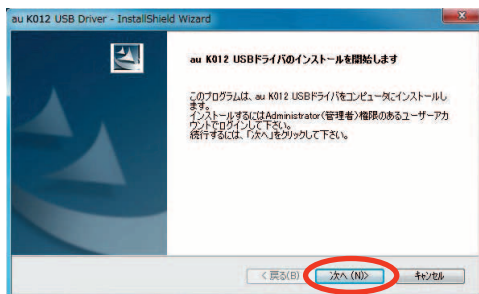 au K012 USB Driver - InstallShield Wizard
au K012 USBドライバのインストールを開始します
このプログラムは、au K012 USBドライバをコンピュータにインストールし
ます。
インストールするにはAdministrator(管理者)権限のあるユーザーアカ
ウントでログインして下さい。
続行するには、「次へ」をクリックして下さい。
< 戻る(B)
次へ (N)>
キャンセル